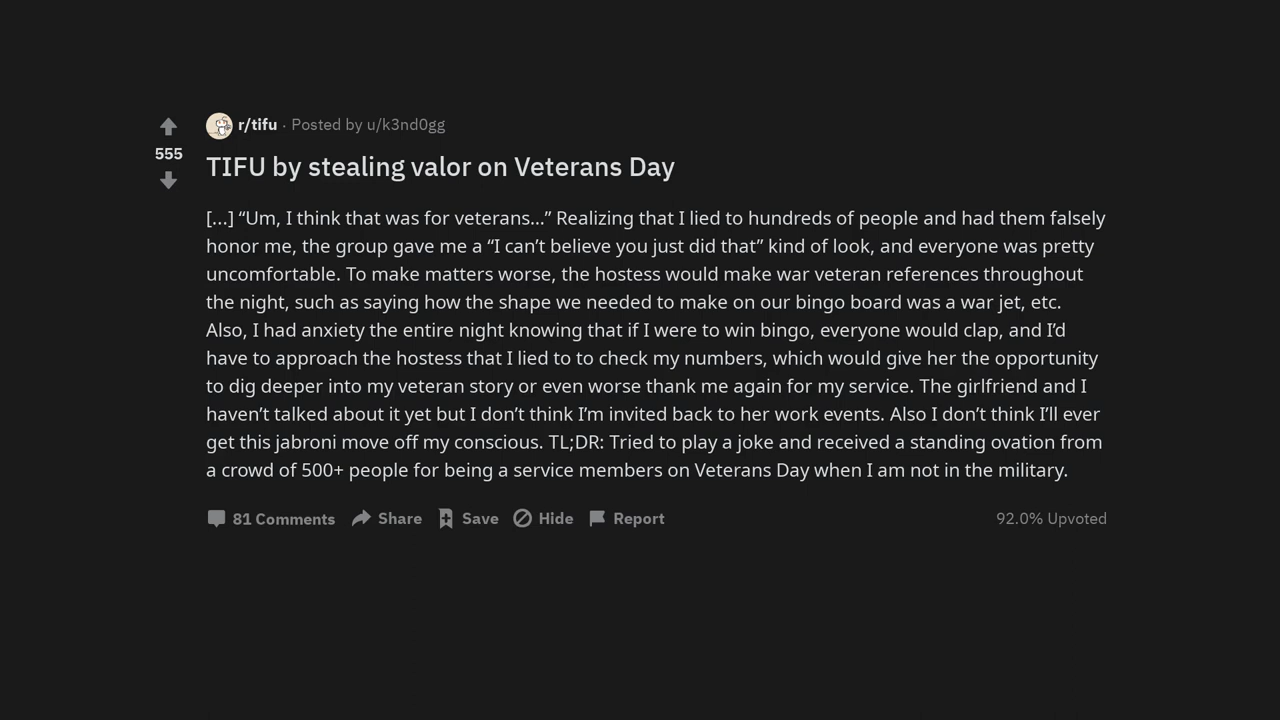 r/tifu · Posted by u/k3nd0gg
555
TIFU by stealing valor on Veterans Day
[...] “Um, I think that was for veterans...” Realizing that I lied to hundreds of people and had them falsely
honor me, the group gave me a “I can’t believe you just did that” kind of look, and everyone was pretty
uncomfortable. To make matters worse, the hostess would make war veteran references throughout
the night, such as saying how the shape we needed to make on our bingo board was a war jet, etc.
Also, I had anxiety the entire night knowing that if I were to win bingo, everyone would clap, and I’d
have to approach the hostess that I lied to to check my numbers, which would give her the opportunity
to dig deeper into my veteran story or even worse thank me again for my service. The girlfriend and I
haven’t talked about it yet but I don’t think I’m invited back to her work events. Also I don’t think I’ll ever
get this jabroni move off my conscious. TL;DR: Tried to play a joke and received a standing ovation from
a crowd of 500+ people for being a service members on Veterans Day when I am not in the military.
81 Comments Share Save Hide Report 92.0% Upvoted